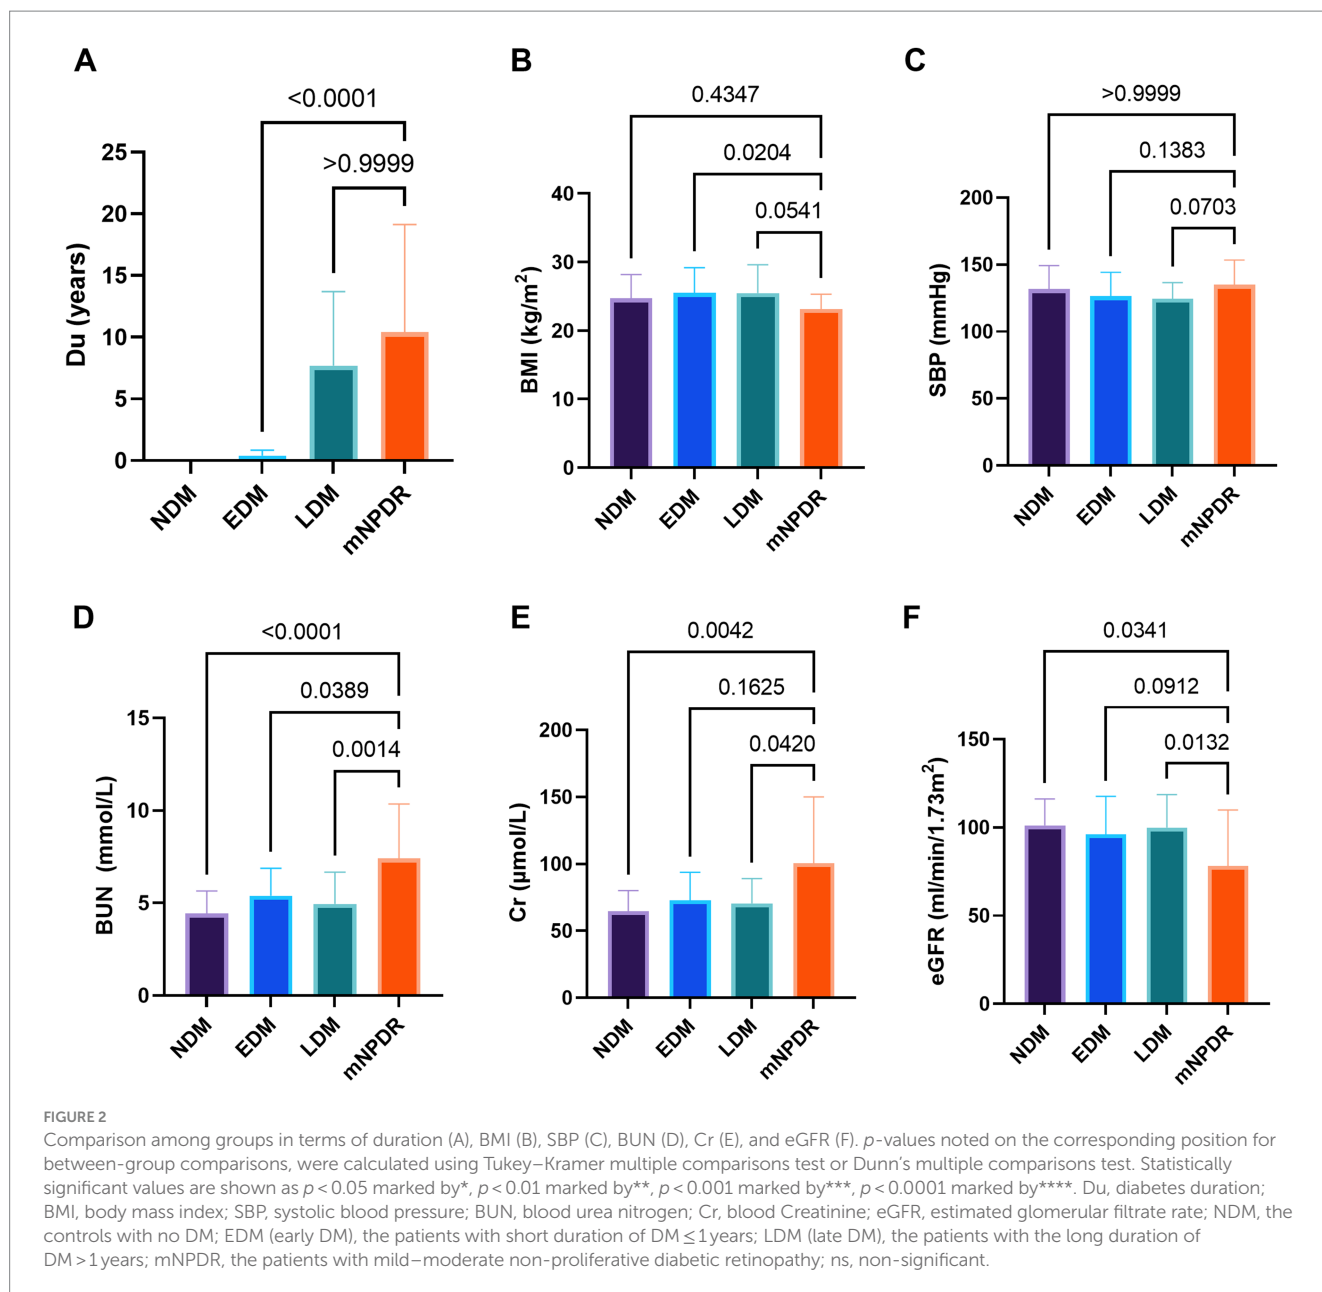 A
<0.0001
>0.9999
25
20
15
10
5
0
Du (years)
NDM
EDM
LDM
mNPDR
B
0.4347
0.0204
0.0541
40
30
20
10
0
BMI (kg/m²)
NDM
EDM
LDM
mNPDR
C
>0.9999
0.1383
0.0703
200
150
100
50
0
SBP (mmHg)
NDM
EDM
LDM
mNPDR
D
<0.0001
0.0389
0.0014
15
10
5
0
BUN (mmol/L)
NDM
EDM
LDM
mNPDR
E
0.0042
0.1625
0.0420
200
150
100
50
0
Cr (μmol/L)
NDM
EDM
LDM
mNPDR
F
0.0341
0.0912
0.0132
150
100
50
0
eGFR (ml/min/1.73m²)
NDM
EDM
LDM
mNPDR
FIGURE 2
Comparison among groups in terms of duration (A), BMI (B), SBP (C), BUN (D), Cr (E), and eGFR (F). p-values noted on the corresponding position for
between-group comparisons, were calculated using Tukey–Kramer multiple comparisons test or Dunn's multiple comparisons test. Statistically
significant values are shown as p < 0.05 marked by*, p < 0.01 marked by**, p < 0.001 marked by***, p < 0.0001 marked by****. Du, diabetes duration;
BMI, body mass index; SBP, systolic blood pressure; BUN, blood urea nitrogen; Cr, blood Creatinine; eGFR, estimated glomerular filtrate rate; NDM, the
controls with no DM; EDM (early DM), the patients with short duration of DM ≤ 1 years; LDM (late DM), the patients with the long duration of
DM > 1 years; mNPDR, the patients with mild–moderate non-proliferative diabetic retinopathy; ns, non-significant.